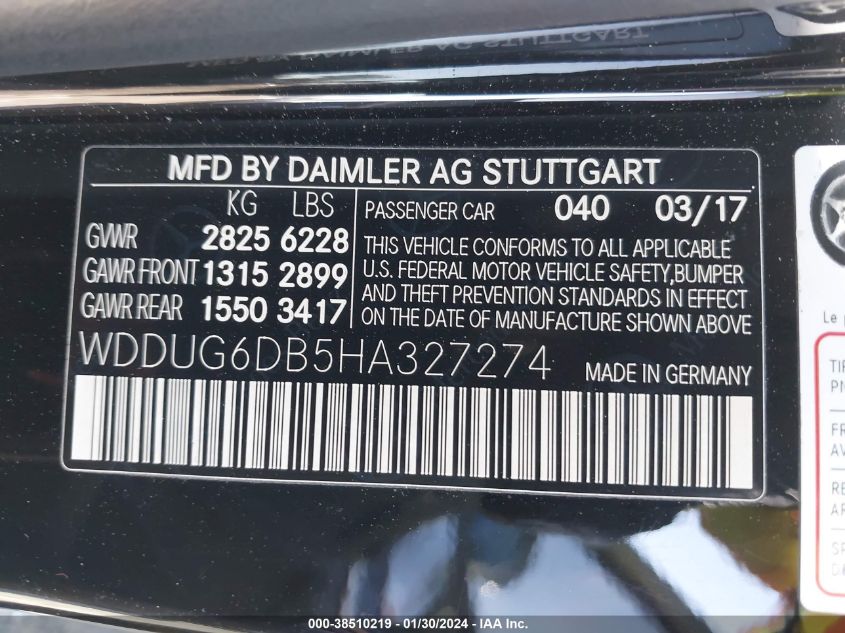 MFD BY DAIMLER AG STUTTGART
KG LBS
GVWR 2825 6228
GAWR FRONT 1315 2899
GAWR REAR 1550 3417
PASSENGER CAR 040 03/17
THIS VEHICLE CONFORMS TO ALL APPLICABLE
U.S. FEDERAL MOTOR VEHICLE SAFETY,BUMPER
AND THEFT PREVENTION STANDARDS IN EFFECT
ON THE DATE OF MANUFACTURE SHOWN ABOVE
WDDUG6DB5HA327274 MADE IN GERMANY
Le
000-38510219 - 01/30/2024 - IAA Inc.